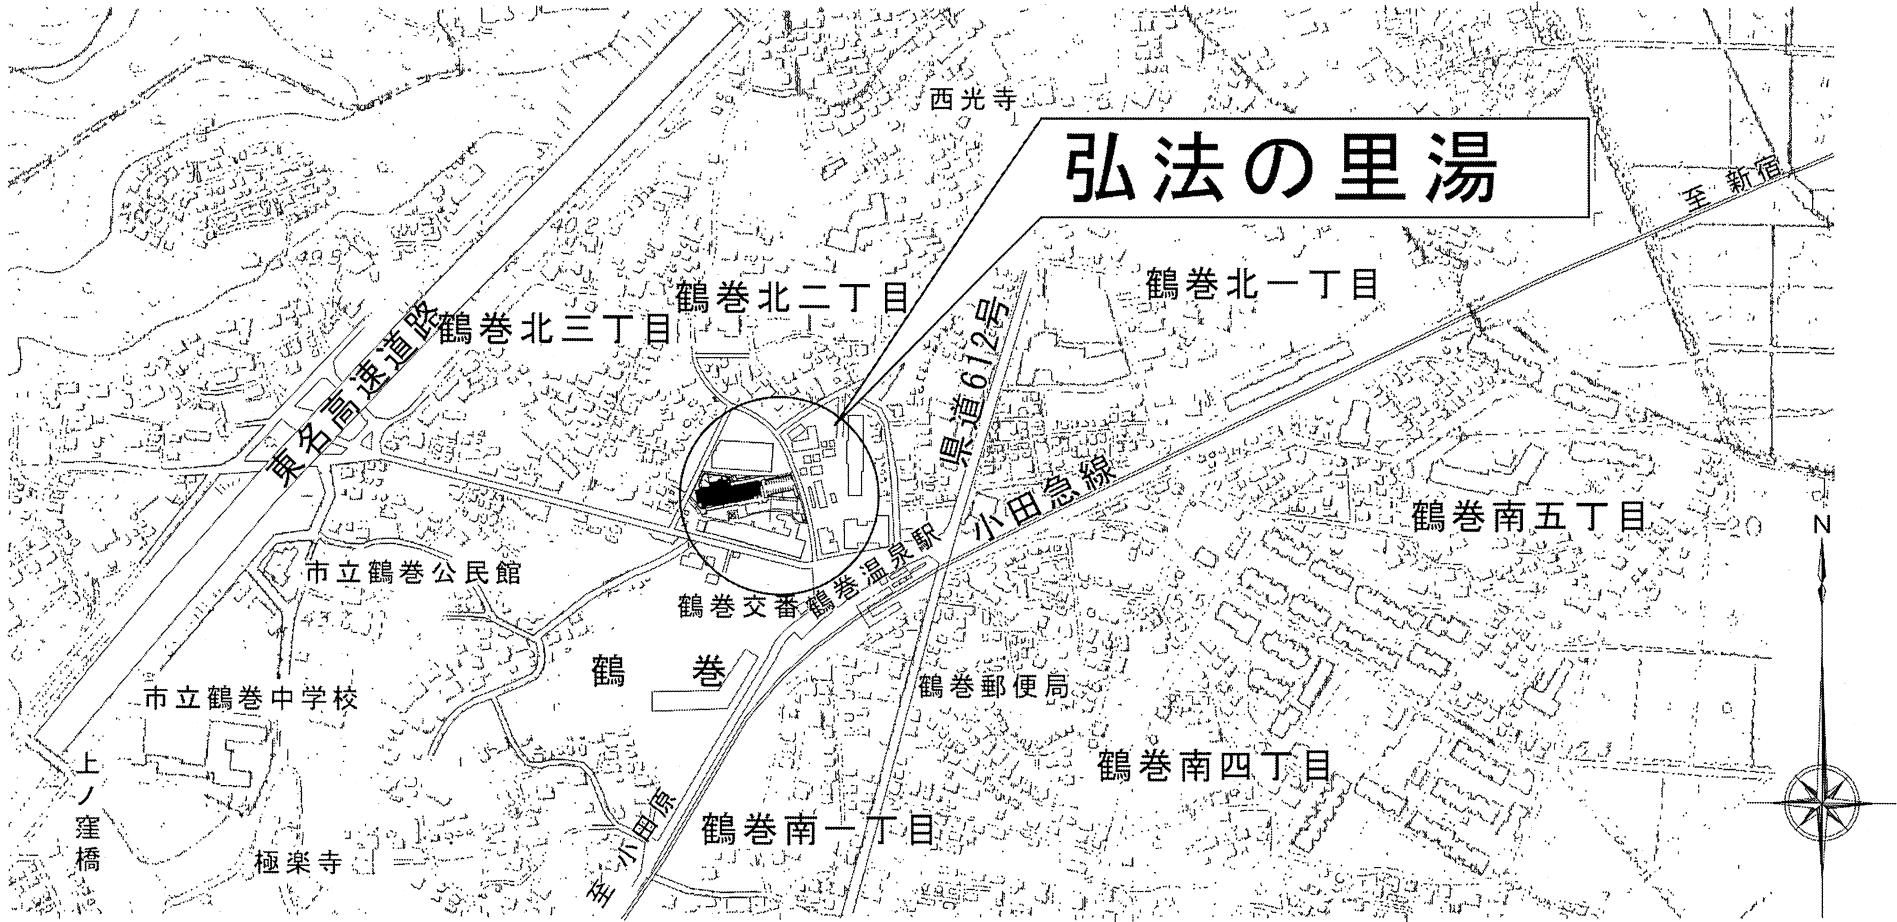 西光寺
弘法の里湯
至 新宿
40.2
鶴巻北二丁目
鶴巻北一丁目
鶴巻北三丁目
県道612号
東名高速道路
小田急線
鶴巻南五丁目
20
N
鶴巻温泉駅
市立鶴巻公民館
鶴巻交番
鶴 巻
鶴巻郵便局
市立鶴巻中学校
上ノ窪橋
鶴巻南四丁目
至 小田原
鶴巻南一丁目
極楽寺